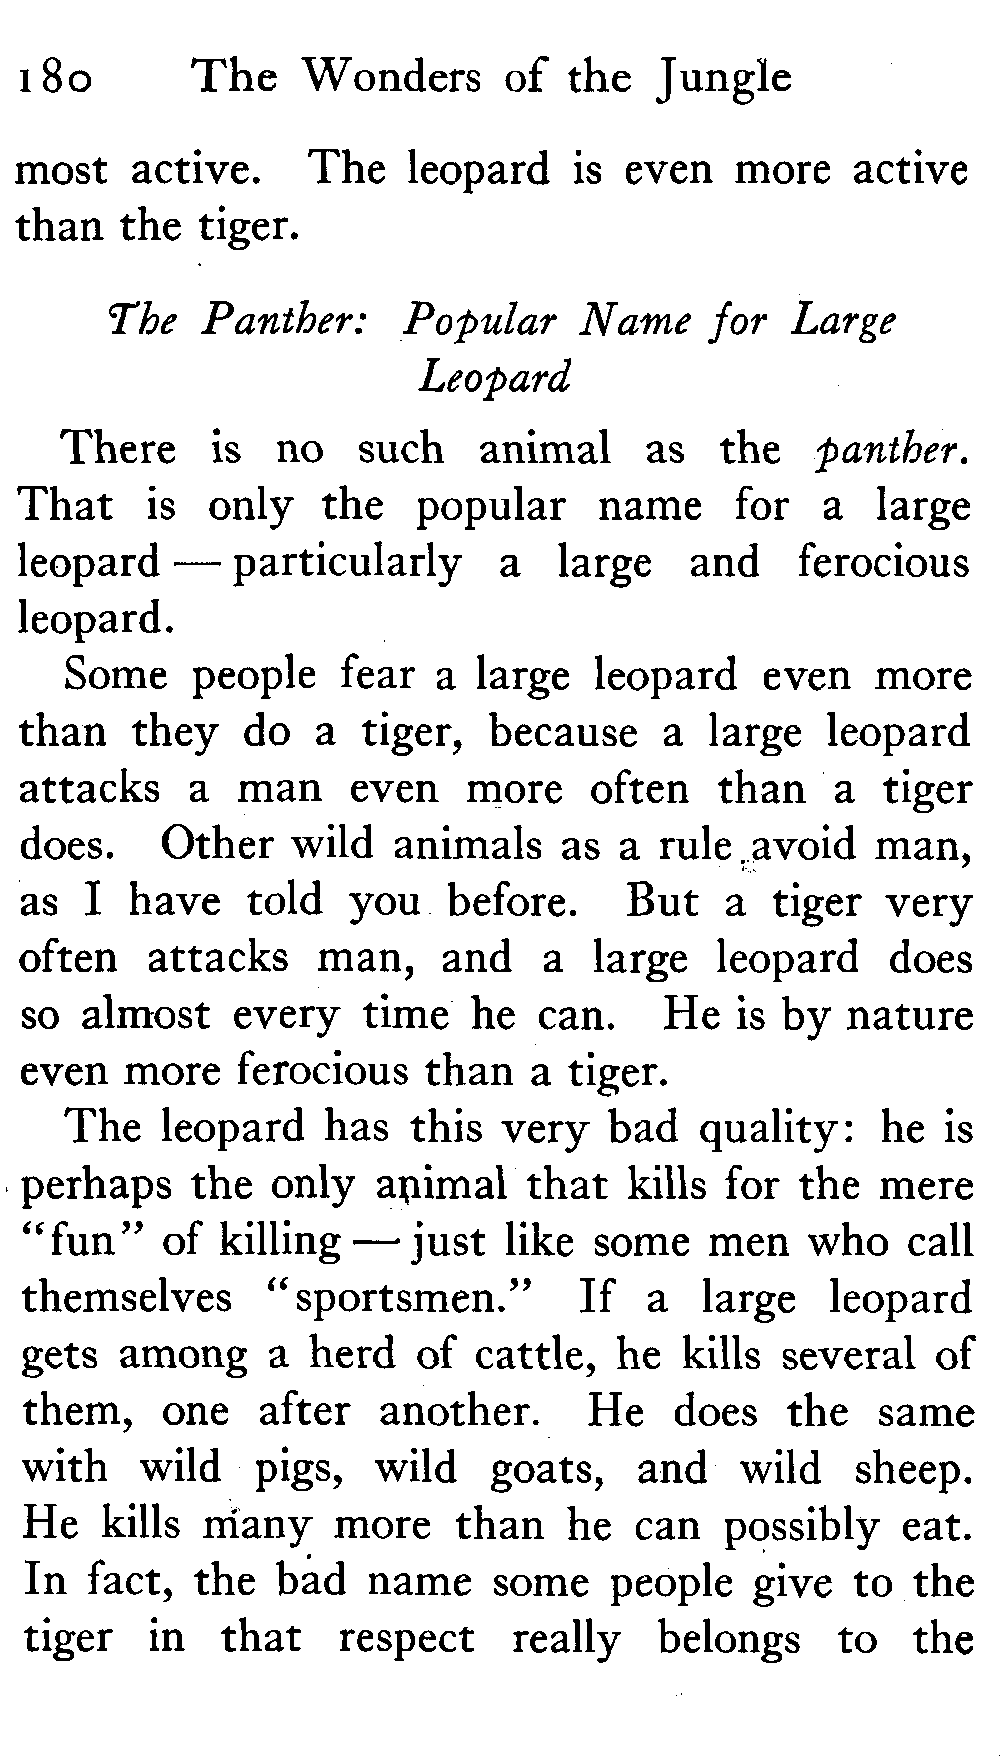 180 The Wonders of the Jungle
most active. The leopard is even more active
than the tiger.
The Panther: Popular Name for Large
Leopard
There is no such animal as the panther.
That is only the popular name for a large
leopard — particularly a large and ferocious
leopard.
Some people fear a large leopard even more
than they do a tiger, because a large leopard
attacks a man even more often than a tiger
does. Other wild animals as a rule avoid man,
as I have told you before. But a tiger very
often attacks man, and a large leopard does
so almost every time he can. He is by nature
even more ferocious than a tiger.
The leopard has this very bad quality: he is
perhaps the only animal that kills for the mere
“fun” of killing — just like some men who call
themselves “sportsmen.” If a large leopard
gets among a herd of cattle, he kills several of
them, one after another. He does the same
with wild pigs, wild goats, and wild sheep.
He kills many more than he can possibly eat.
In fact, the bad name some people give to the
tiger in that respect really belongs to the